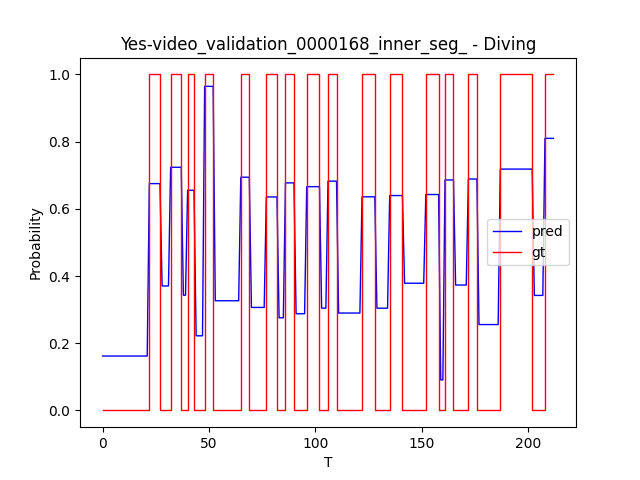 Yes-video_validation_0000168_inner_seg_ - Diving
1.0
0.8
0.6
0.4
0.2
0.0
Probability
pred
gt
0
50
100
150
200
T